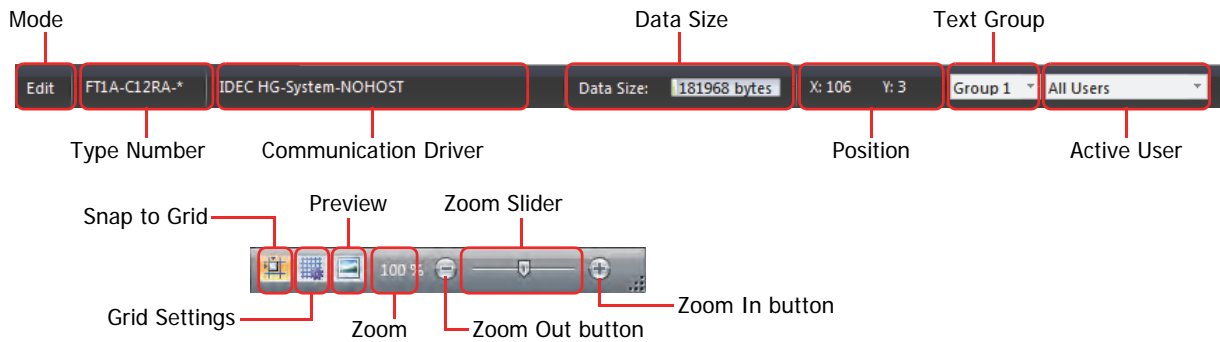 Mode
Data Size
Text Group
Edit
FT1A-C12RA-*
IDEC HG-System-NOHOST
Data Size:
181968 bytes
X: 106
Y: 3
Group 1
All Users
Type Number
Communication Driver
Position
Active User
Snap to Grid
Preview
Zoom Slider
100 %
Grid Settings
Zoom
Zoom Out button
Zoom In button